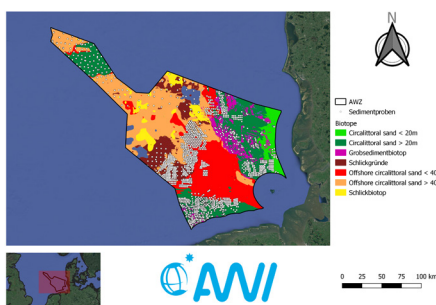 N
AWZ
Sedimentproben
Biotope
Circalittoral sand < 20m
Circalittoral sand > 20m
Grobsedimentbiotop
Schlickgründe
Offshore circalittoral sand < 40
Offshore circalittoral sand > 40
Schlickbiotop
AWI
0 25 50 75 100 km